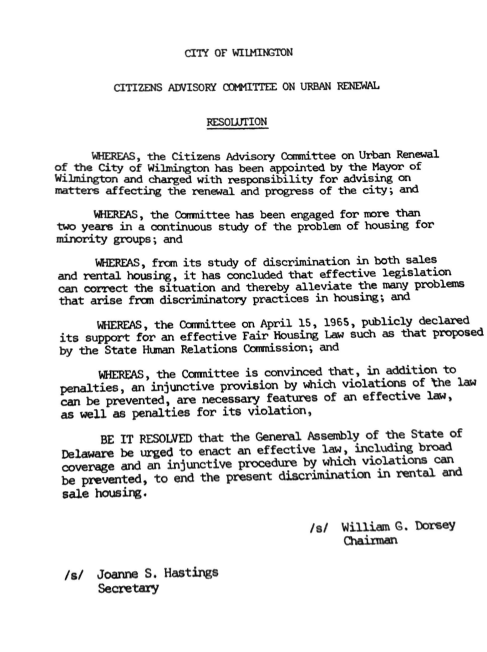 CITY OF WILMINGTON
CITIZENS ADVISORY COMMITTEE ON URBAN RENEWAL
RESOLUTION
WHEREAS, the Citizens Advisory Committee on Urban Renewal
of the City of Wilmington has been appointed by the Mayor of
Wilmington and charged with responsibility for advising on
matters affecting the renewal and progress of the city; and
WHEREAS, the Committee has been engaged for more than
two years in a continuous study of the problem of housing for
minority groups; and
WHEREAS, from its study of discrimination in both sales
and rental housing, it has concluded that effective legislation
can correct the situation and thereby alleviate the many problems
that arise from discriminatory practices in housing; and
WHEREAS, the Committee on April 15, 1965, publicly declared
its support for an effective Fair Housing Law such as that proposed
by the State Human Relations Commission; and
WHEREAS, the Committee is convinced that, in addition to
penalties, an injunctive provision by which violations of the law
can be prevented, are necessary features of an effective law,
as well as penalties for its violation,
BE IT RESOLVED that the General Assembly of the State of
Delaware be urged to enact an effective law, including broad
coverage and an injunctive procedure by which violations can
be prevented, to end the present discrimination in rental and
sale housing.
/s/ William G. Dorsey
Chairman
/s/ Joanne S. Hastings
Secretary